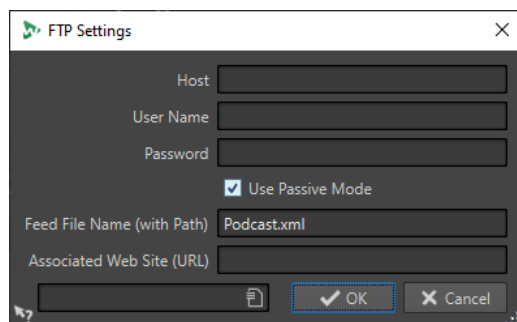 FTP Settings
Host
User Name
Password
Use Passive Mode
Feed File Name (with Path) Podcast.xml
Associated Web Site (URL)
OK Cancel